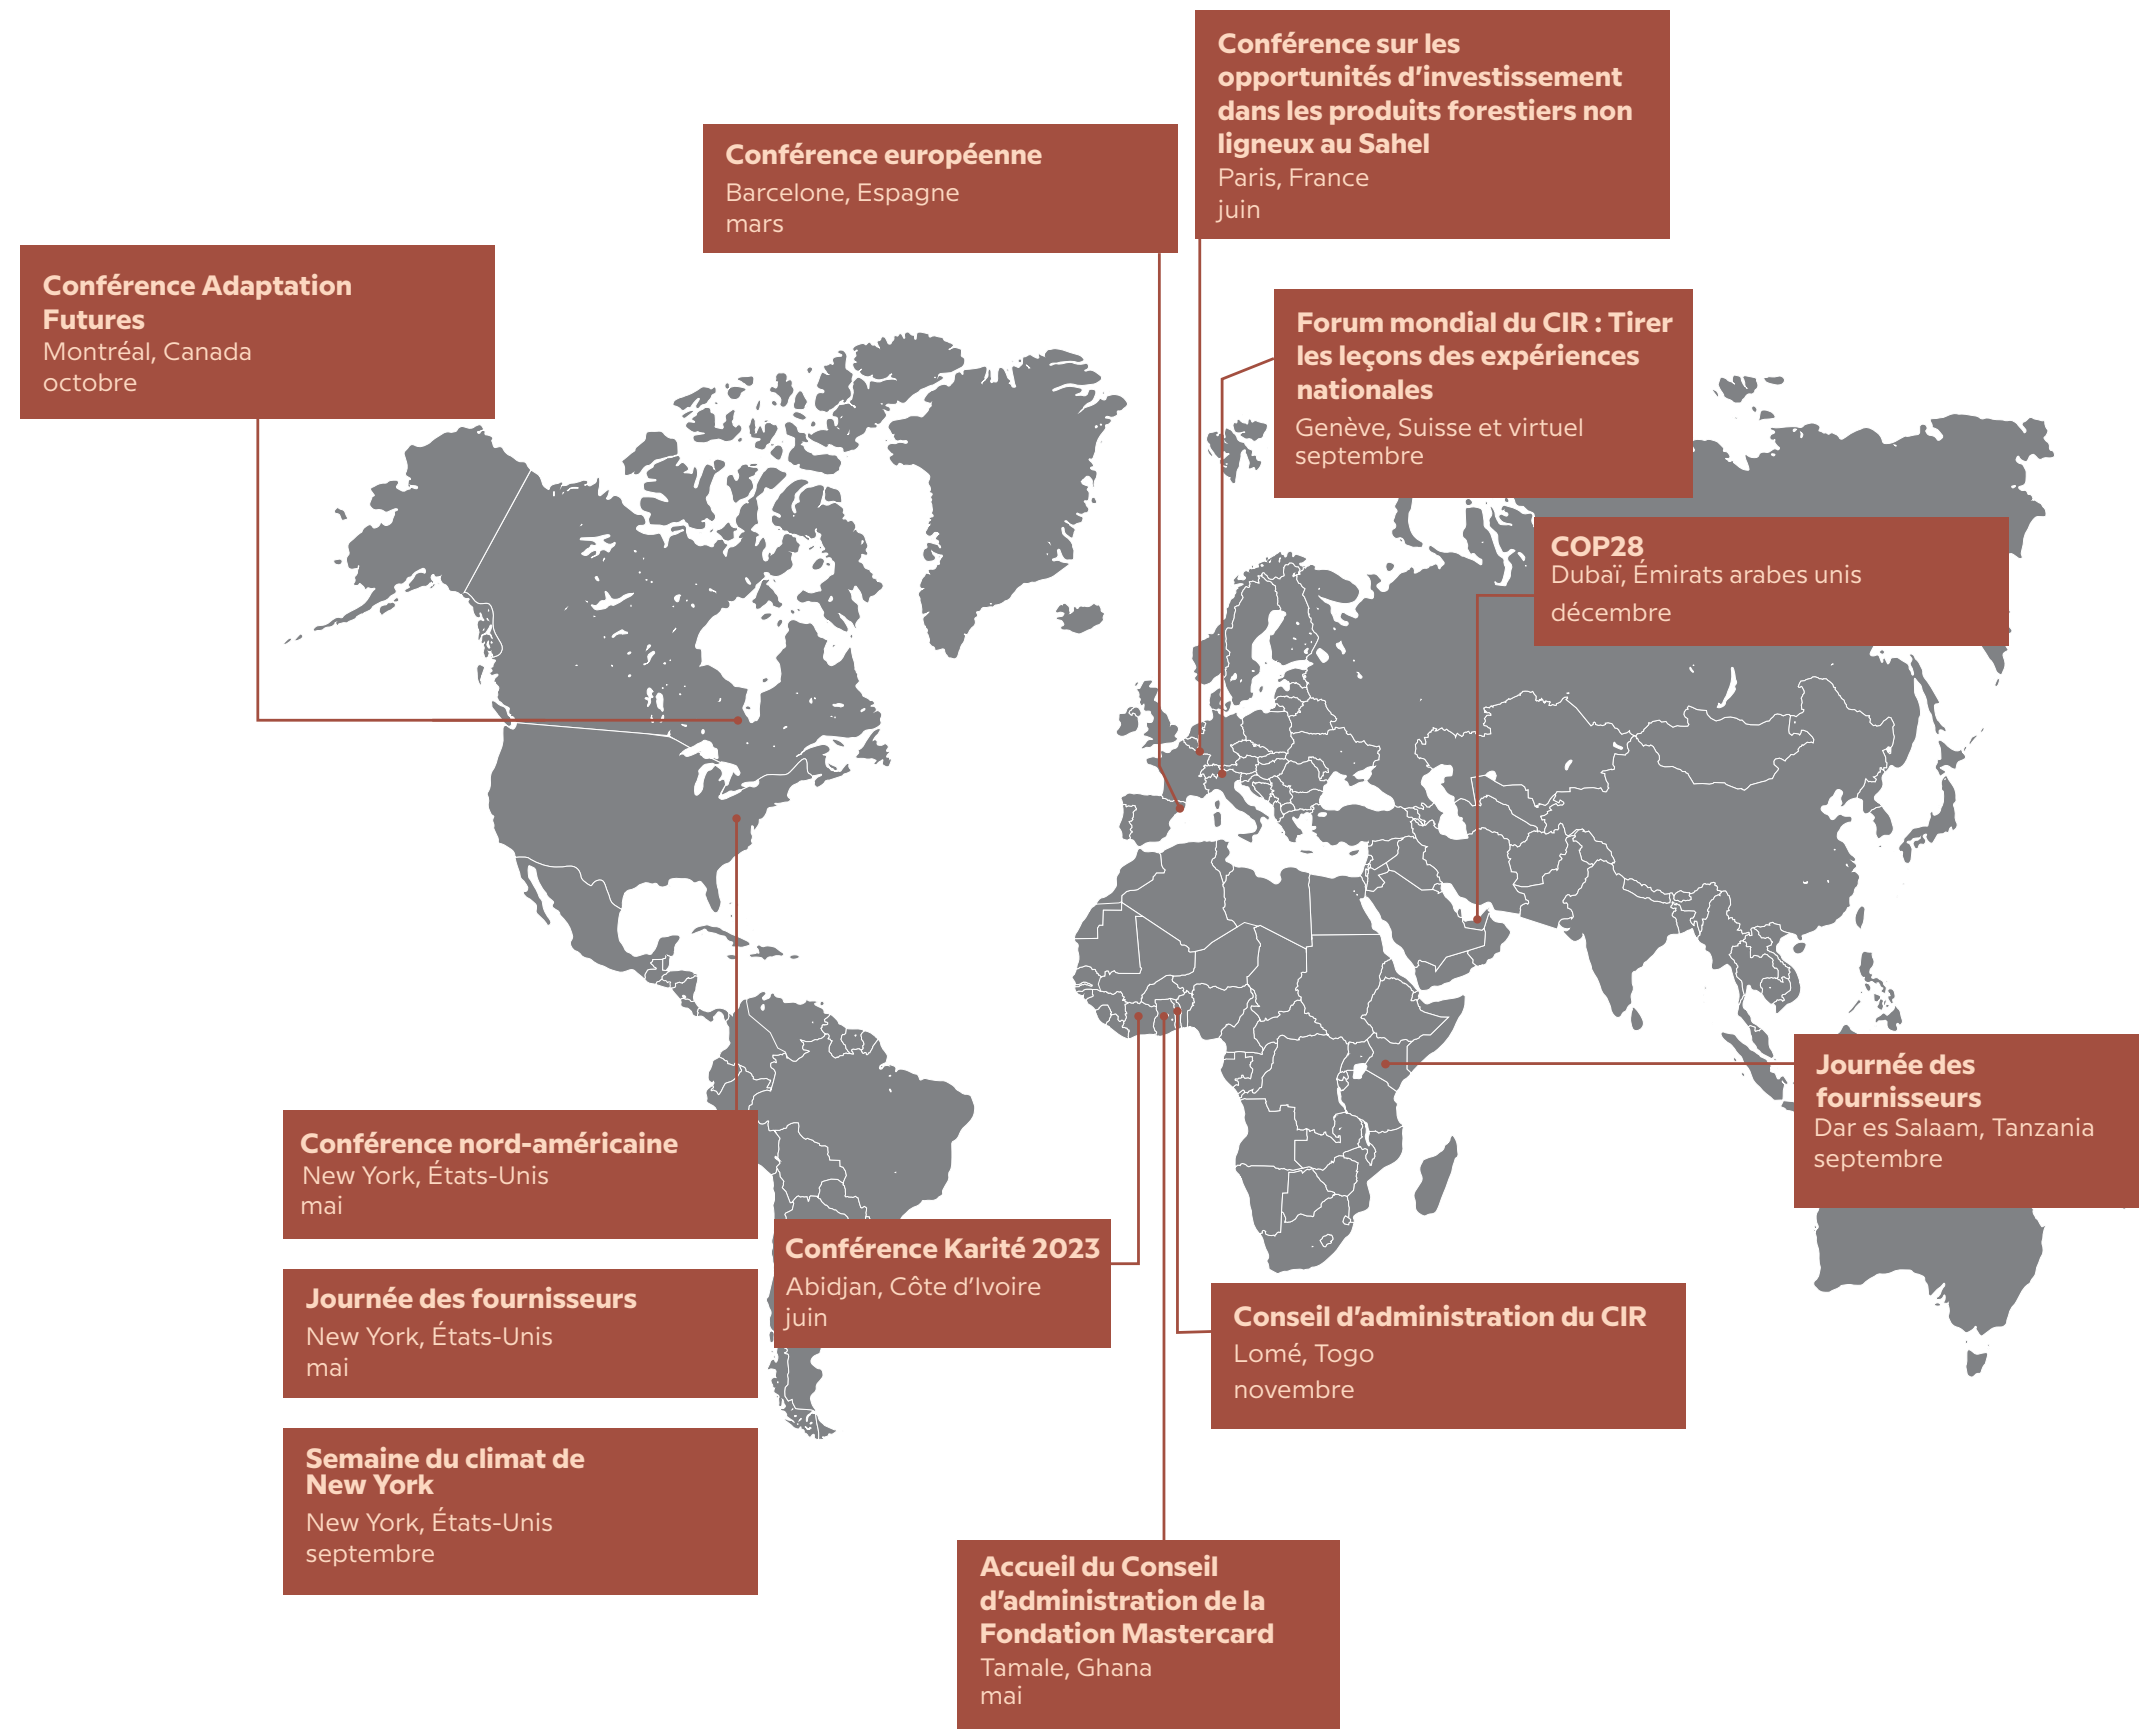 Conférence sur les
opportunités d'investissement
dans les produits forestiers non
ligneux au Sahel
Paris, France
juin
Conférence européenne
Barcelone, Espagne
mars
Conférence Adaptation
Futures
Montréal, Canada
octobre
Forum mondial du CIR : Tirer
les leçons des expériences
nationales
Genève, Suisse et virtuel
septembre
COP28
Dubaï, Émirats arabes unis
décembre
Journée des
fournisseurs
Dar es Salaam, Tanzania
septembre
Conférence nord-américaine
New York, États-Unis
mai
Conférence Karité 2023
Abidjan, Côte d'Ivoire
juin
Journée des fournisseurs
New York, États-Unis
mai
Conseil d'administration du CIR
Lomé, Togo
novembre
Semaine du climat de
New York
New York, États-Unis
septembre
Accueil du Conseil
d'administration de la
Fondation Mastercard
Tamale, Ghana
mai